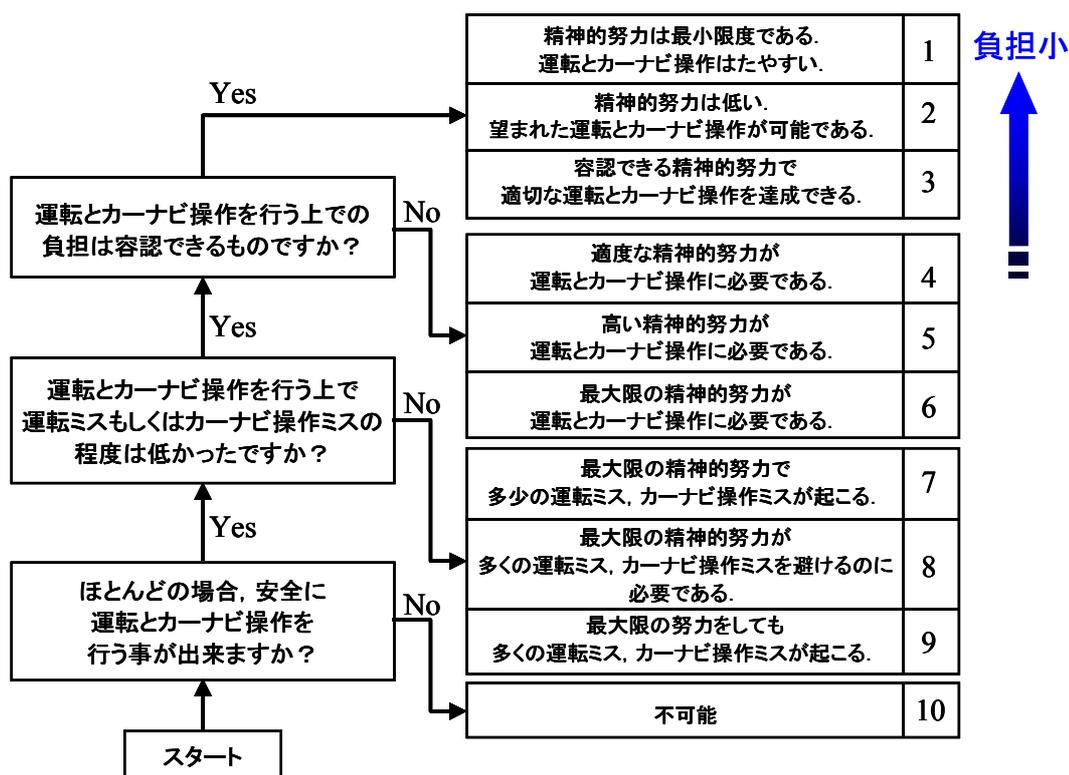 精神的努力は最小限度である.
運転とカーナビ操作はたやすい.
1
精神的努力は低い.
望まれた運転とカーナビ操作が可能である.
2
容認できる精神的努力で
適切な運転とカーナビ操作を達成できる.
3
負担小
Yes
運転とカーナビ操作を行う上での
負担は容認できるものですか？
No
適度な精神的努力が
運転とカーナビ操作に必要である.
4
高い精神的努力が
運転とカーナビ操作に必要である.
5
最大限の精神的努力が
運転とカーナビ操作に必要である.
6
Yes
運転とカーナビ操作を行う上で
運転ミスもしくはカーナビ操作ミスの
程度は低かったですか？
No
最大限の精神的努力で
多少の運転ミス, カーナビ操作ミスが起こる.
7
最大限の精神的努力が
多くの運転ミス, カーナビ操作ミスを避けるのに
必要である.
8
最大限の努力をしても
多くの運転ミス, カーナビ操作ミスが起こる.
9
Yes
ほとんどの場合, 安全に
運転とカーナビ操作を
行う事が出来ますか？
No
不可能
10
スタート